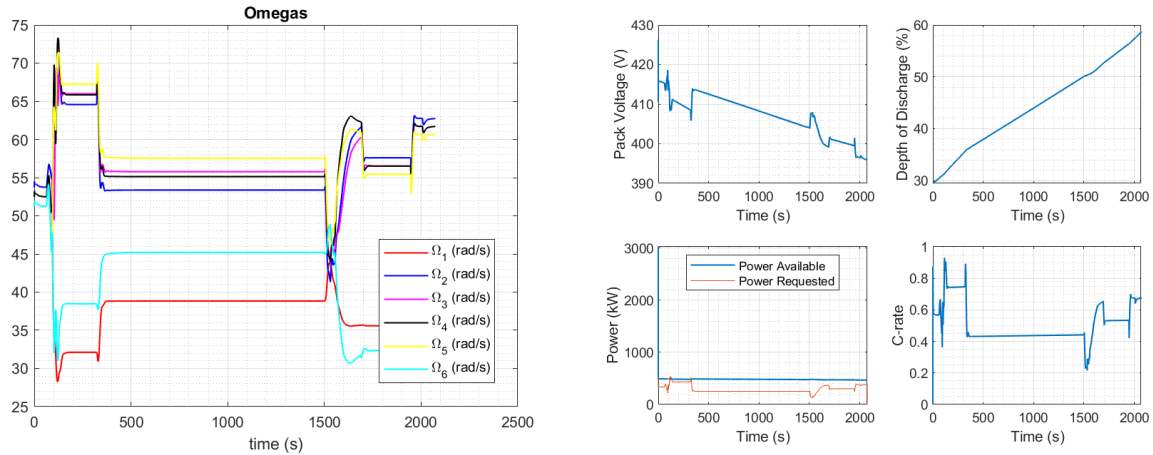 Omegas
75
70
65
60
55
50
45
40
35
30
25
0 500 1000 1500 2000 2500
time (s)
Ω1 (rad/s)
Ω2 (rad/s)
Ω3 (rad/s)
Ω4 (rad/s)
Ω5 (rad/s)
Ω6 (rad/s)
Pack Voltage (V)
430
420
410
400
390
0 500 1000 1500 2000
Time (s)
Depth of Discharge (%)
60
50
40
30
0 500 1000 1500 2000
Time (s)
Power (kW)
3000
2000
1000
0
0 500 1000 1500 2000
Time (s)
Power Available
Power Requested
C-rate
1
0.8
0.6
0.4
0.2
0
0 500 1000 1500 2000
Time (s)